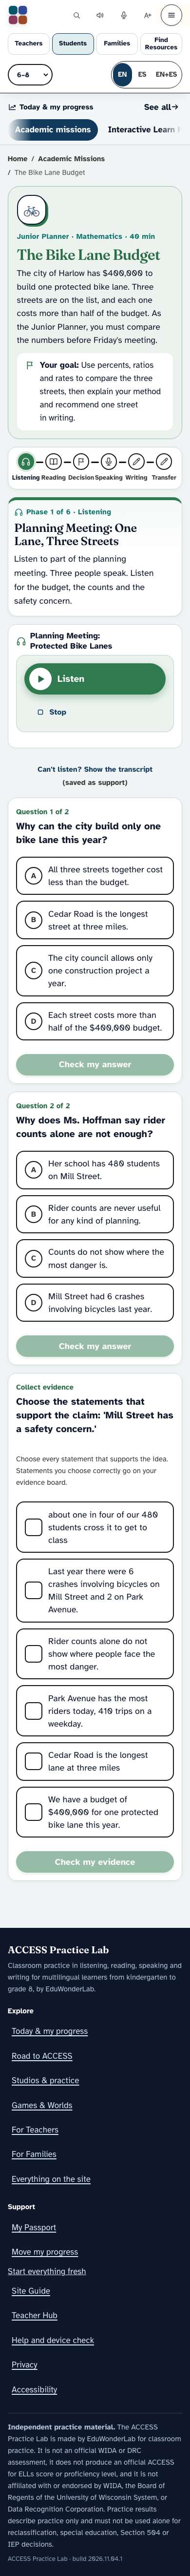 A+
Teachers
Students
Families
Find
Resources
6–8
EN
ES
EN+ES
Today & my progress
See all→
Academic missions
Interactive Learn
Home / Academic Missions
/ The Bike Lane Budget
Junior Planner · Mathematics · 40 min
The Bike Lane Budget
The city of Harlow has $400,000 to
build one protected bike lane. Three
streets are on the list, and each one
costs more than half of the budget. As
the Junior Planner, you must compare
the numbers before Friday's meeting.
Your goal: Use percents, ratios
and rates to compare the three
streets, then explain your method
and recommend one street
in writing.
Listening
Reading
Decision
Speaking
Writing
Transfer
Phase 1 of 6 · Listening
Planning Meeting: One
Lane, Three Streets
Listen to part of the planning
meeting. Three people speak. Listen
for the budget, the counts and the
safety concern.
Planning Meeting:
Protected Bike Lanes
Listen
Stop
Can't listen? Show the transcript
(saved as support)
Question 1 of 2
Why can the city build only one
bike lane this year?
A
All three streets together cost
less than the budget.
B
Cedar Road is the longest
street at three miles.
C
The city council allows only
one construction project a
year.
D
Each street costs more than
half of the $400,000 budget.
Check my answer
Question 2 of 2
Why does Ms. Hoffman say rider
counts alone are not enough?
A
Her school has 480 students
on Mill Street.
B
Rider counts are never useful
for any kind of planning.
C
Counts do not show where the
most danger is.
D
Mill Street had 6 crashes
involving bicycles last year.
Check my answer
Collect evidence
Choose the statements that
support the claim: 'Mill Street has
a safety concern.'
Choose every statement that supports the idea.
Statements you choose correctly go on your
evidence board.
about one in four of our 480
students cross it to get to
class
Last year there were 6
crashes involving bicycles on
Mill Street and 2 on Park
Avenue.
Rider counts alone do not
show where people face the
most danger.
Park Avenue has the most
riders today, 410 trips on a
weekday.
Cedar Road is the longest
lane at three miles
We have a budget of
$400,000 for one protected
bike lane this year.
Check my evidence
ACCESS Practice Lab
Classroom practice in listening, reading, speaking and
writing for multilingual learners from kindergarten to
grade 8, by EduWonderLab.
Explore
Today & my progress
Road to ACCESS
Studios & practice
Games & Worlds
For Teachers
For Families
Everything on the site
Support
My Passport
Move my progress
Start everything fresh
Site Guide
Teacher Hub
Help and device check
Privacy
Accessibility
Independent practice material. The ACCESS
Practice Lab is made by EduWonderLab for classroom
practice. It is not an official WIDA or DRC
assessment, it does not produce an official ACCESS
for ELLs score or proficiency level, and it is not
affiliated with or endorsed by WIDA, the Board of
Regents of the University of Wisconsin System, or
Data Recognition Corporation. Practice results
describe practice only and must not be used alone for
reclassification, special education, Section 504 or
IEP decisions.
ACCESS Practice Lab · build 2026.11.04.1